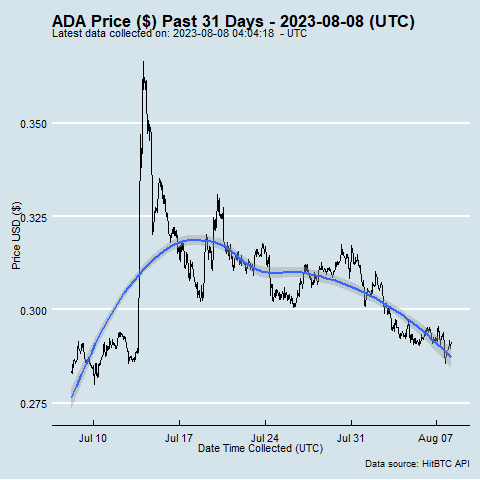 ADA Price ($) Past 31 Days - 2023-08-08 (UTC)
Latest data collected on: 2023-08-08 04:04:18  - UTC
Price USD ($)
0.350
0.325
0.300
0.275
Jul 10
Jul 17
Jul 24
Jul 31
Aug 07
Date Time Collected (UTC)
Data source: HitBTC API